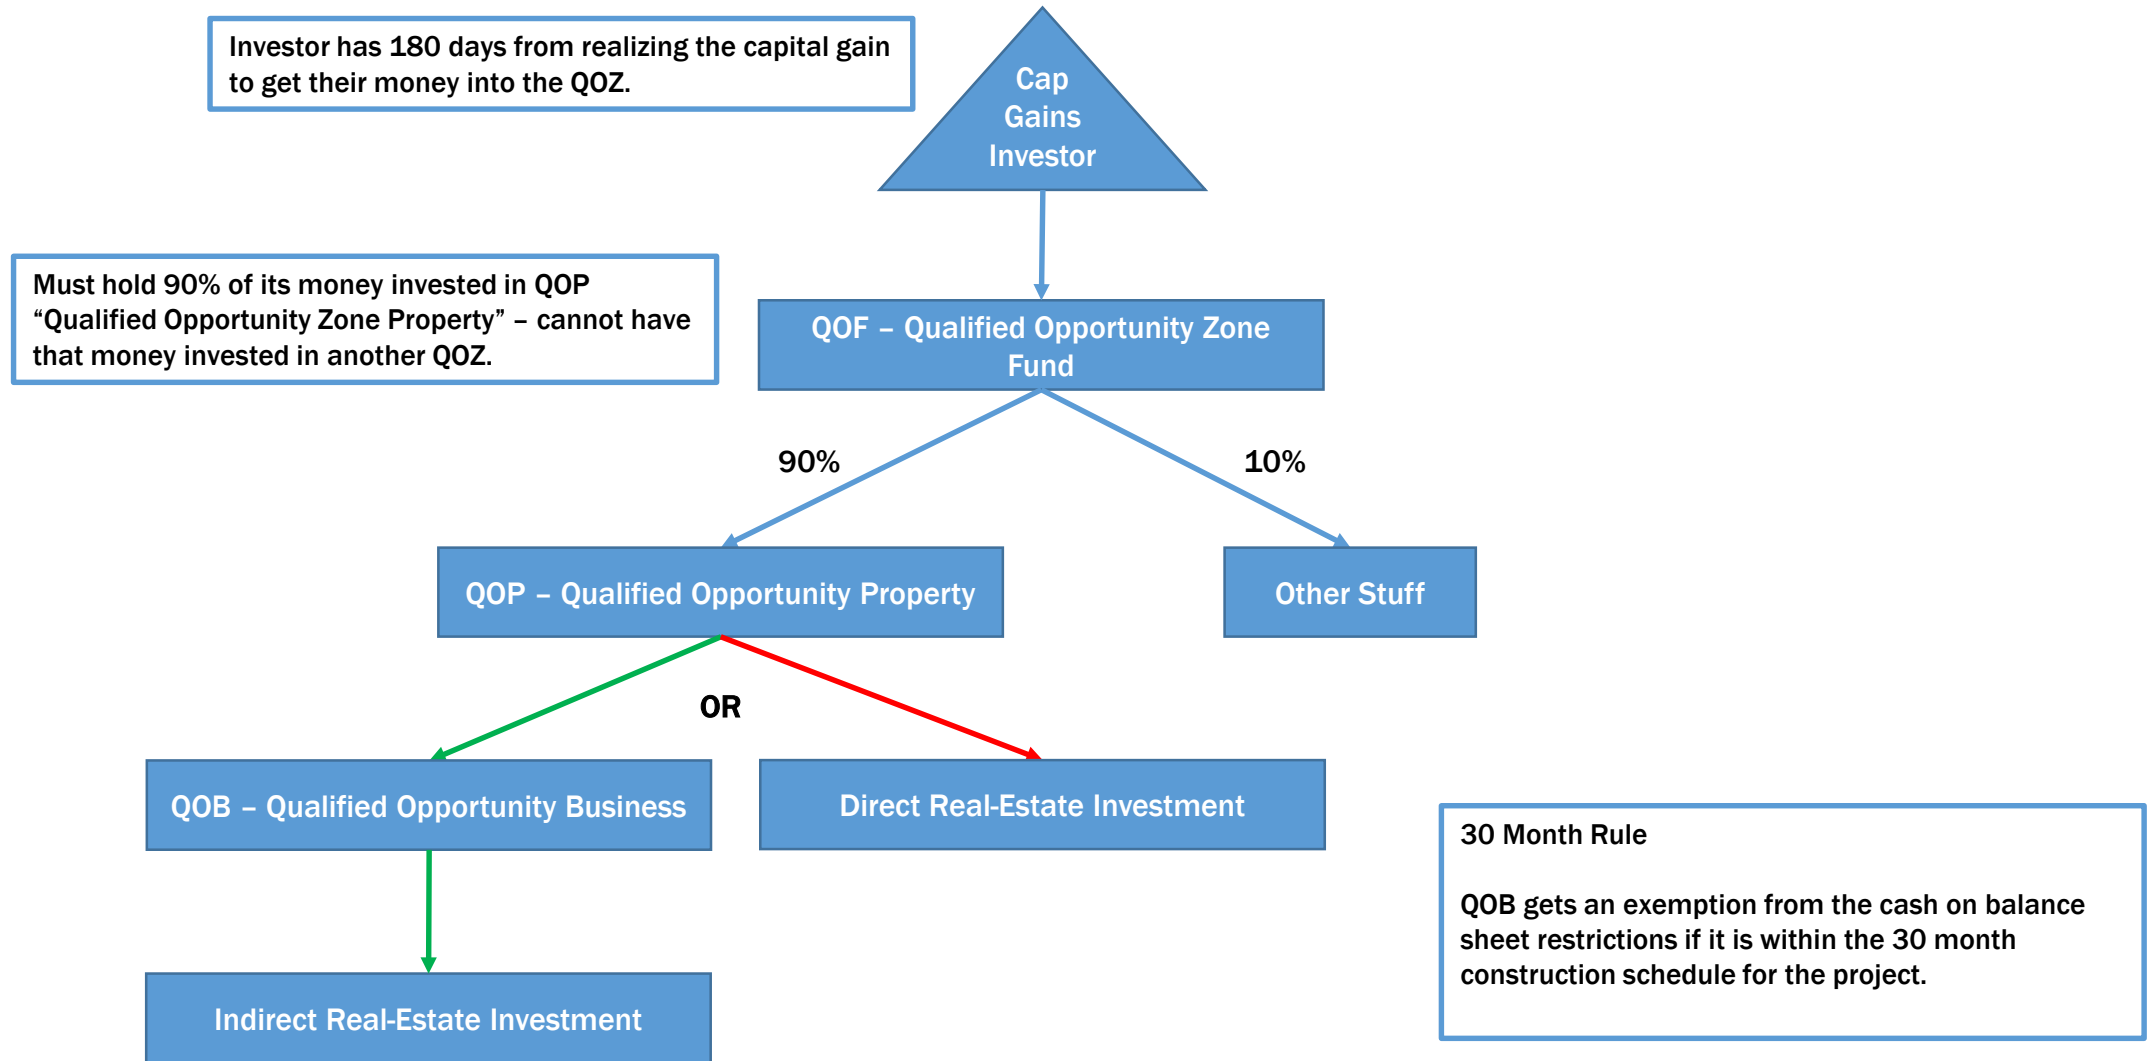 Investor has 180 days from realizing the capital gain
to get their money into the QOZ.
Cap
Gains
Investor
Must hold 90% of its money invested in QOP
“Qualified Opportunity Zone Property” – cannot have
that money invested in another QOZ.
QOF – Qualified Opportunity Zone
Fund
90%
10%
QOP – Qualified Opportunity Property
Other Stuff
OR
QOB – Qualified Opportunity Business
Direct Real-Estate Investment
30 Month Rule
QOB gets an exemption from the cash on balance
sheet restrictions if it is within the 30 month
construction schedule for the project.
Indirect Real-Estate Investment